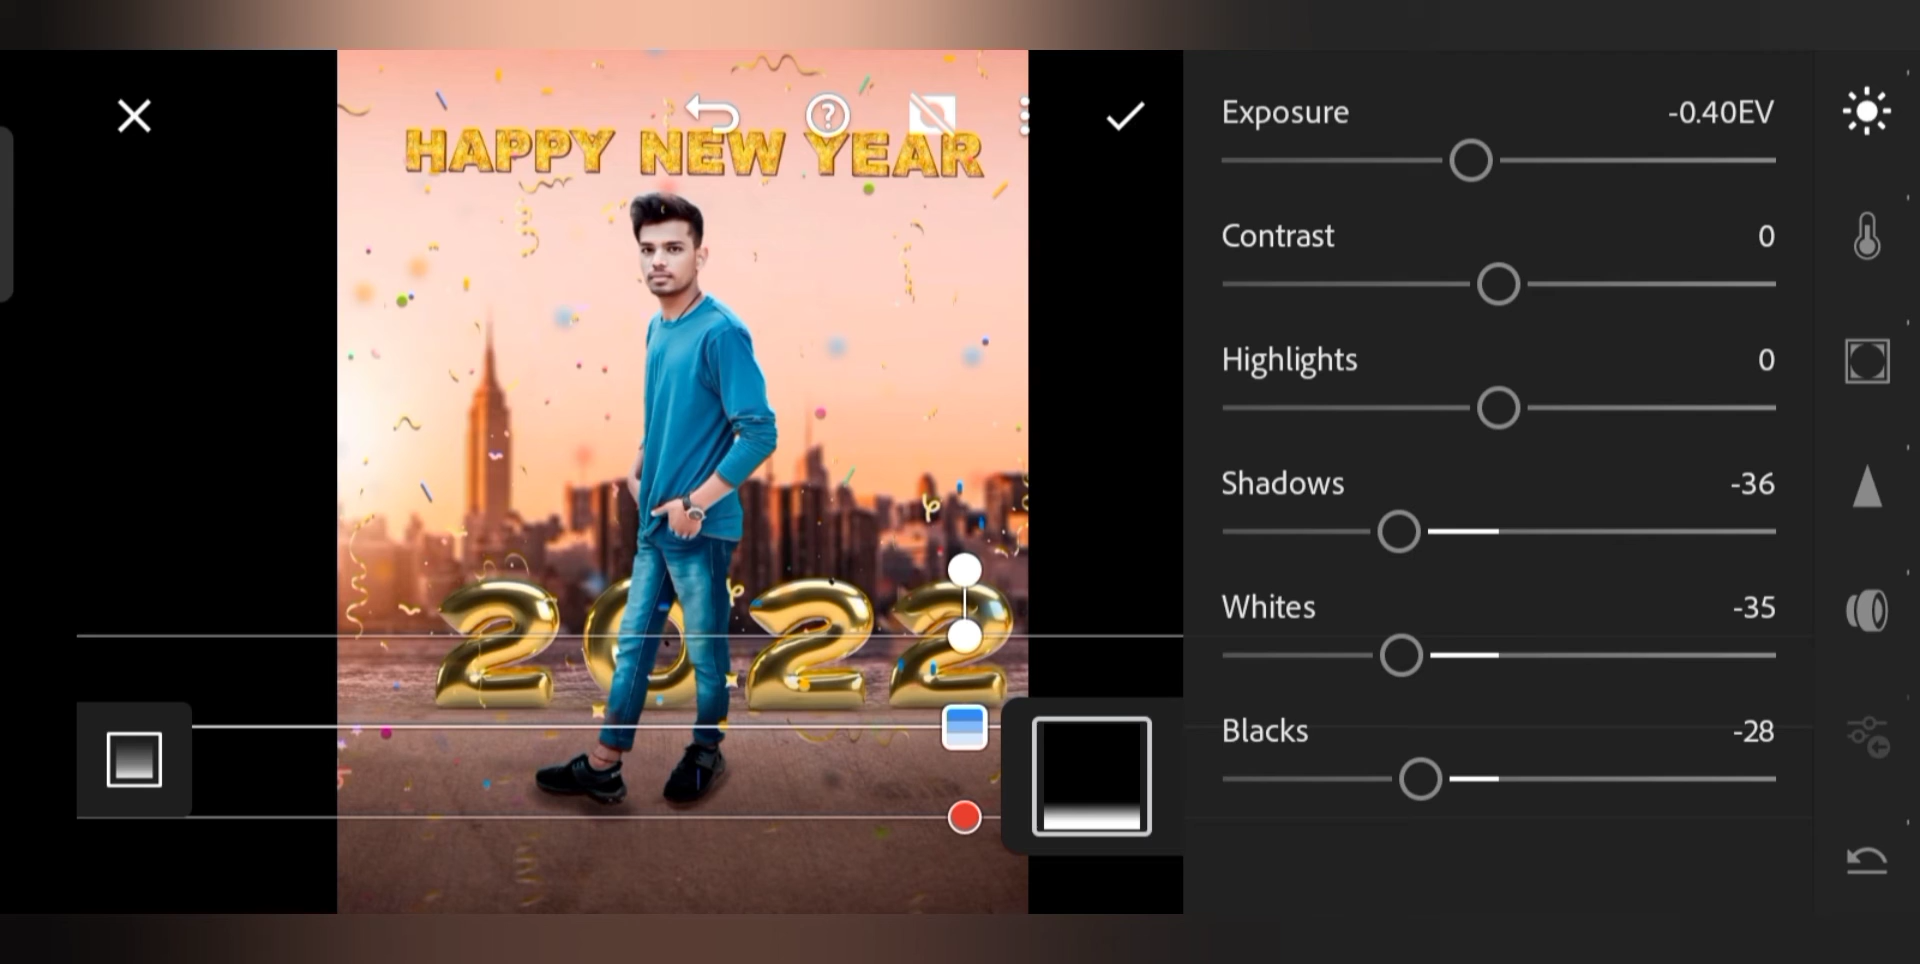 HAPPY NEW YEAR
2022
Exposure -0.40EV
Contrast 0
Highlights 0
Shadows -36
Whites -35
Blacks -28